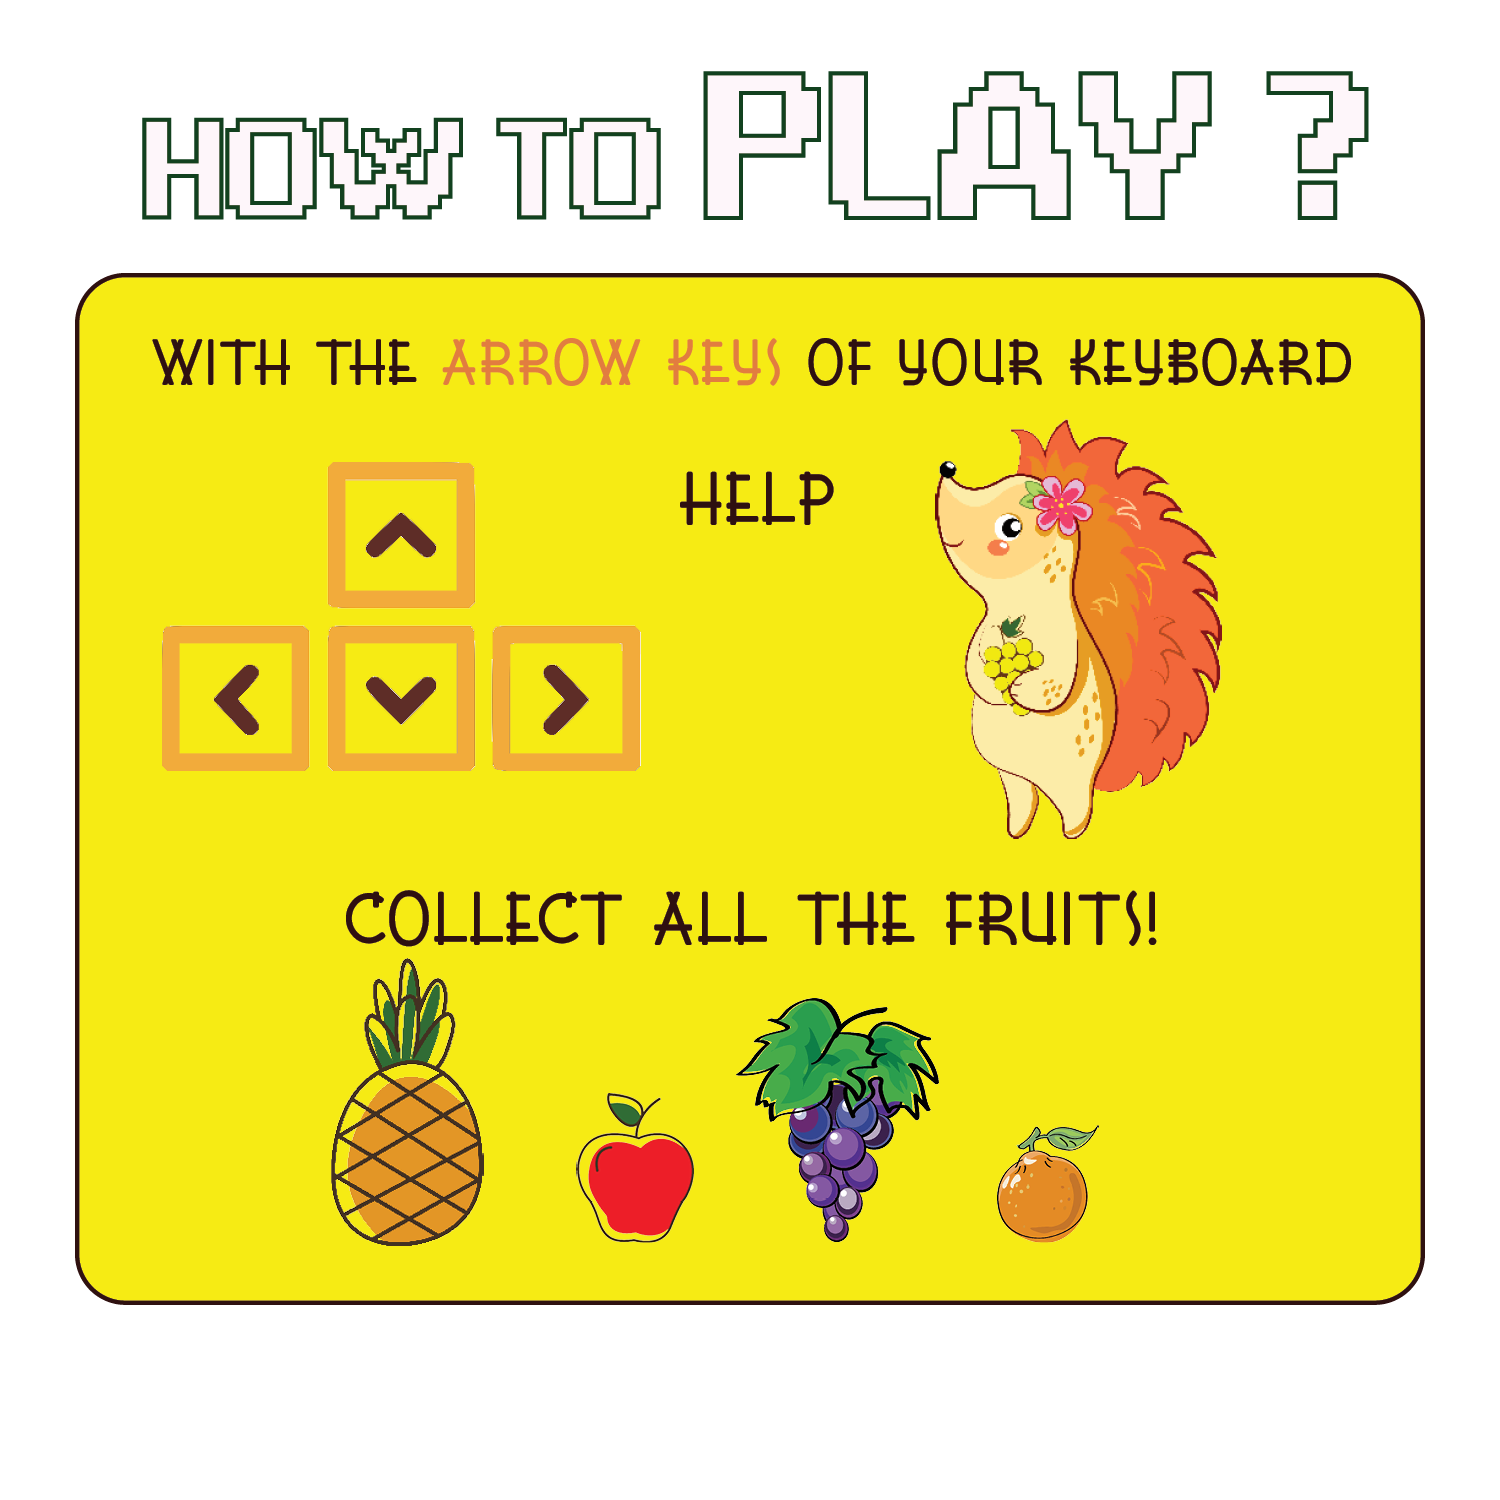 HOW TO PLAY ?
WITH THE ARROW KEYS OF YOUR KEYBOARD
HELP
COLLECT ALL THE FRUITS!